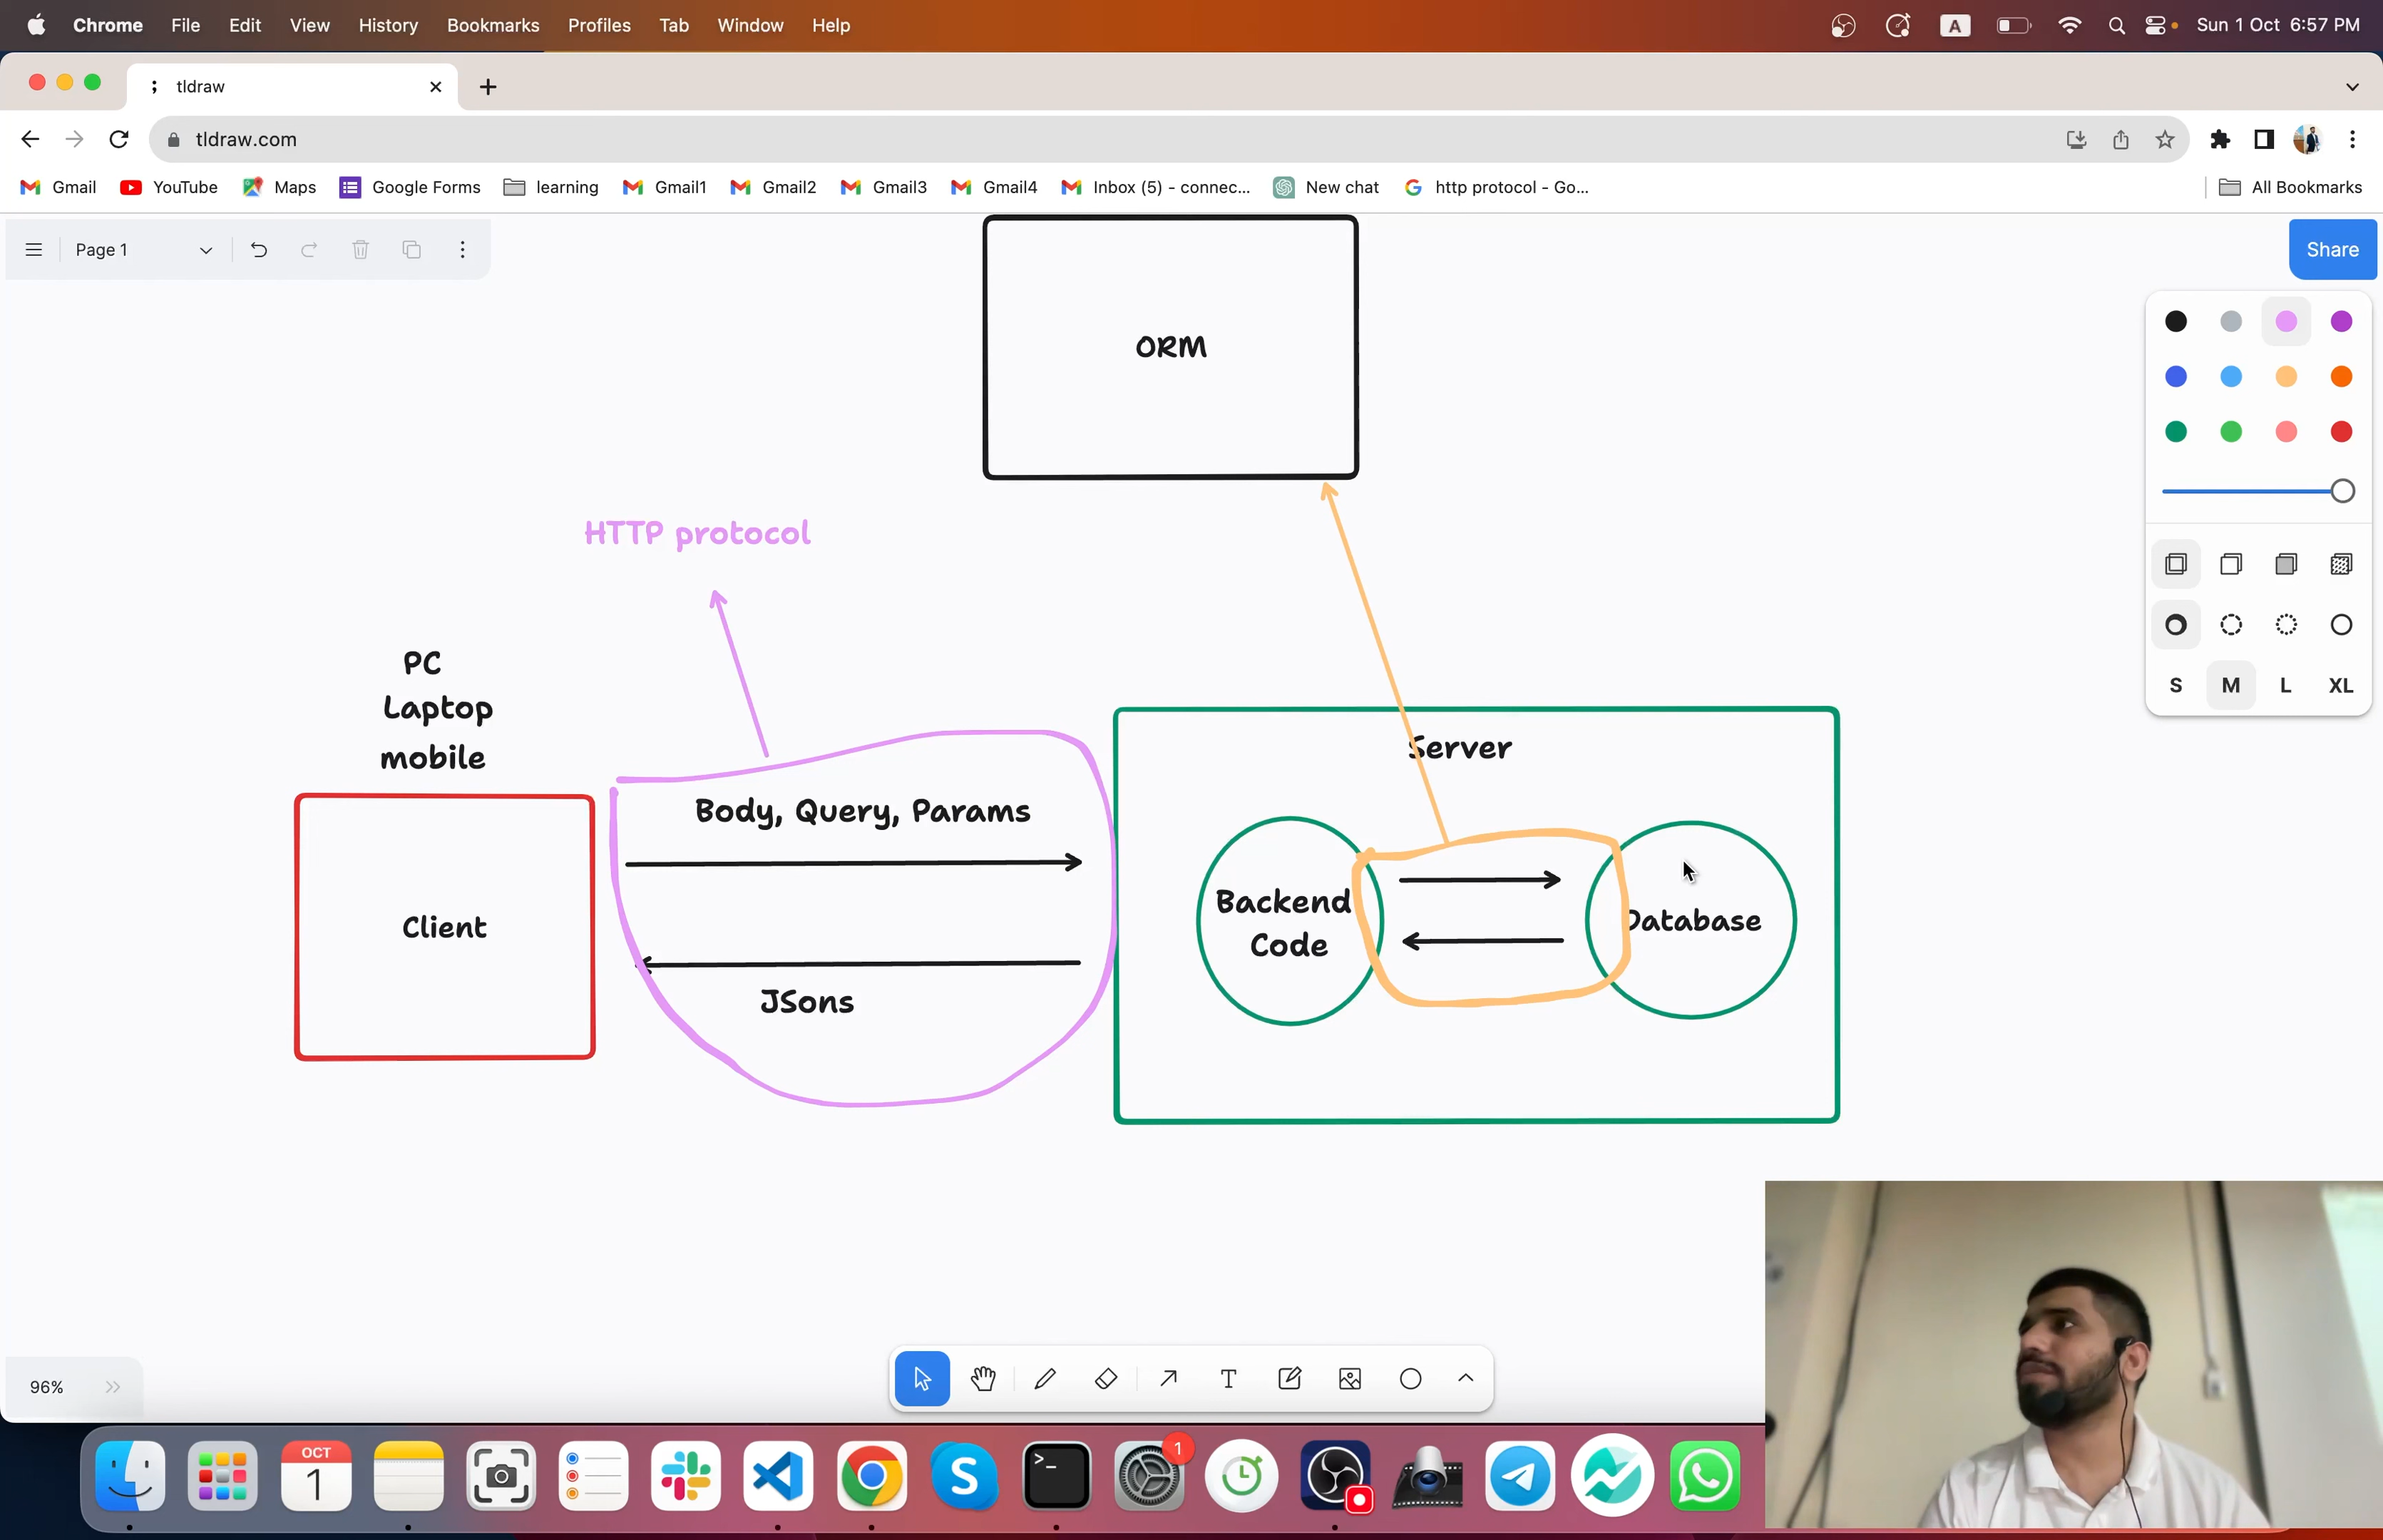 Chrome File Edit View History Bookmarks Profiles Tab Window Help A Sun 1 Oct 6:57 PM
tldraw
tldraw.com
Gmail YouTube Maps Google Forms learning Gmail1 Gmail2 Gmail3 Gmail4 Inbox (5) - connec... New chat http protocol - Go... All Bookmarks
Page 1 Share
ORM
HTTP protocol
PC
Laptop
mobile
S M L XL
Server
Body, Query, Params
Client
Backend
Code
Database
JSons
96%
T
OCT
1
S
>_
1